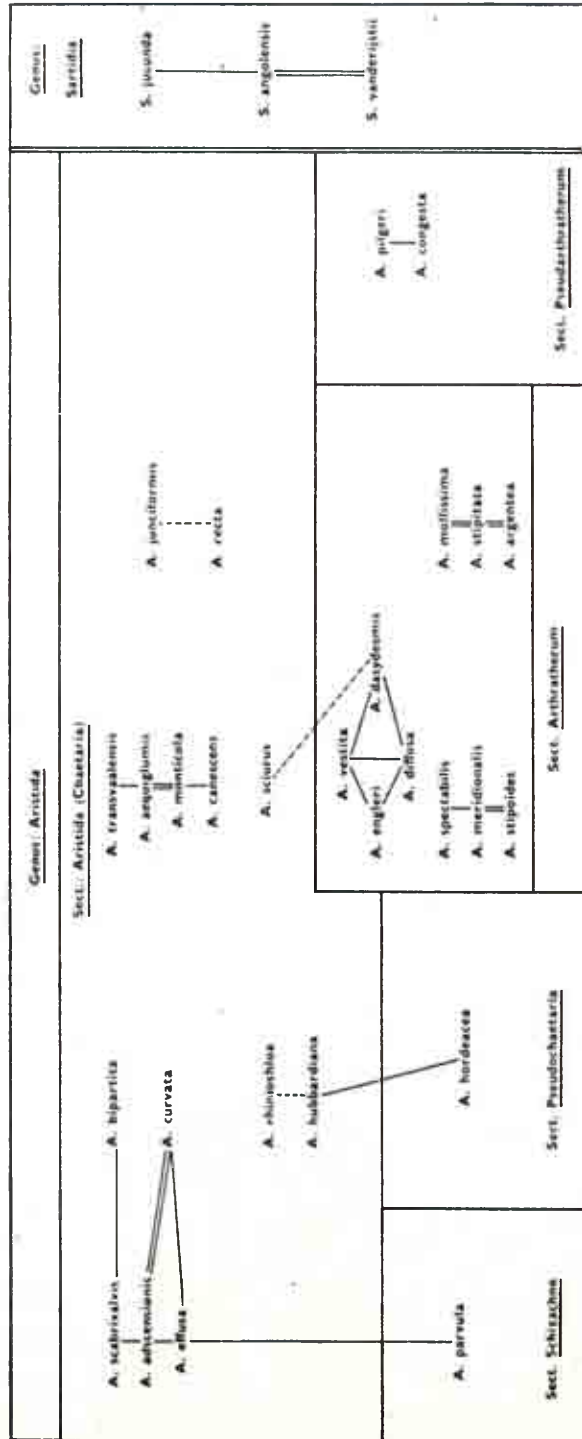 Genus: Aristida
Sect.: Aristida (Chaetaria)
A. scabrivalvis
A. adscensionis
A. effusa
A. bipartita
A. curvata
A. rhiniochloa
A. hubbardiana
A. transvaalensis
A. aequiglumis
A. monticola
A. canescens
A. sciurus
A. junciformis
A. recta
A. parvula
Sect. Schizachne
A. hordeacea
Sect. Pseudochaetaria
A. vestita
A. engleri
A. dasydesmis
A. diffusa
A. spectabilis
A. meridionalis
A. stipoides
A. mollissima
A. stipitata
A. argentea
Sect. Arthratherum
A. pilgeri
A. congesta
Sect. Pseudarthratherum
Genus:
Sartidia
S. jucunda
S. angolensis
S. vanderijstii